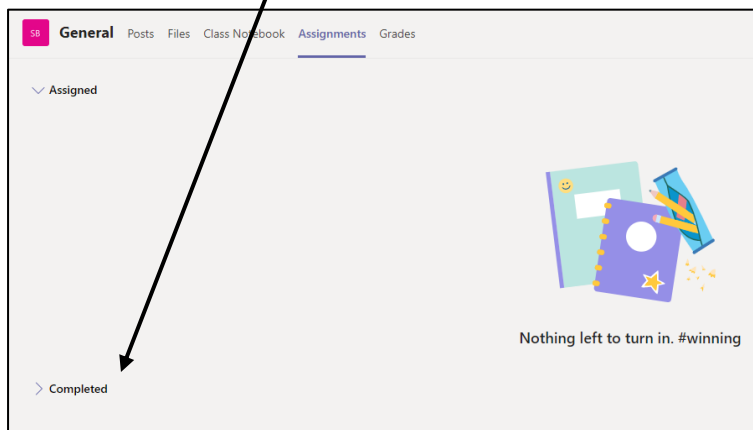 SB General Posts Files Class Notebook Assignments Grades
Assigned
Nothing left to turn in. #winning
Completed